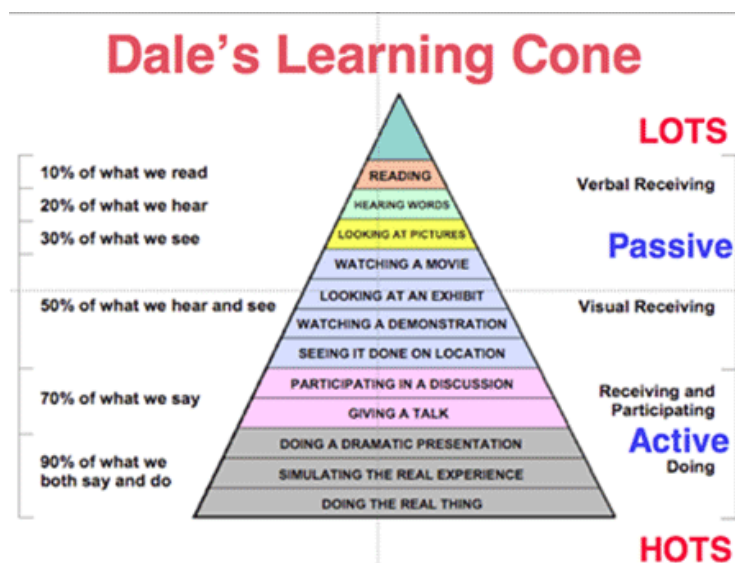 Dale's Learning Cone
LOTS
10% of what we read
READING
Verbal Receiving
20% of what we hear
HEARING WORDS
30% of what we see
LOOKING AT PICTURES
Passive
WATCHING A MOVIE
50% of what we hear and see
LOOKING AT AN EXHIBIT
Visual Receiving
WATCHING A DEMONSTRATION
SEEING IT DONE ON LOCATION
70% of what we say
PARTICIPATING IN A DISCUSSION
Receiving and
Participating
GIVING A TALK
Active
90% of what we
both say and do
DOING A DRAMATIC PRESENTATION
Doing
SIMULATING THE REAL EXPERIENCE
DOING THE REAL THING
HOTS